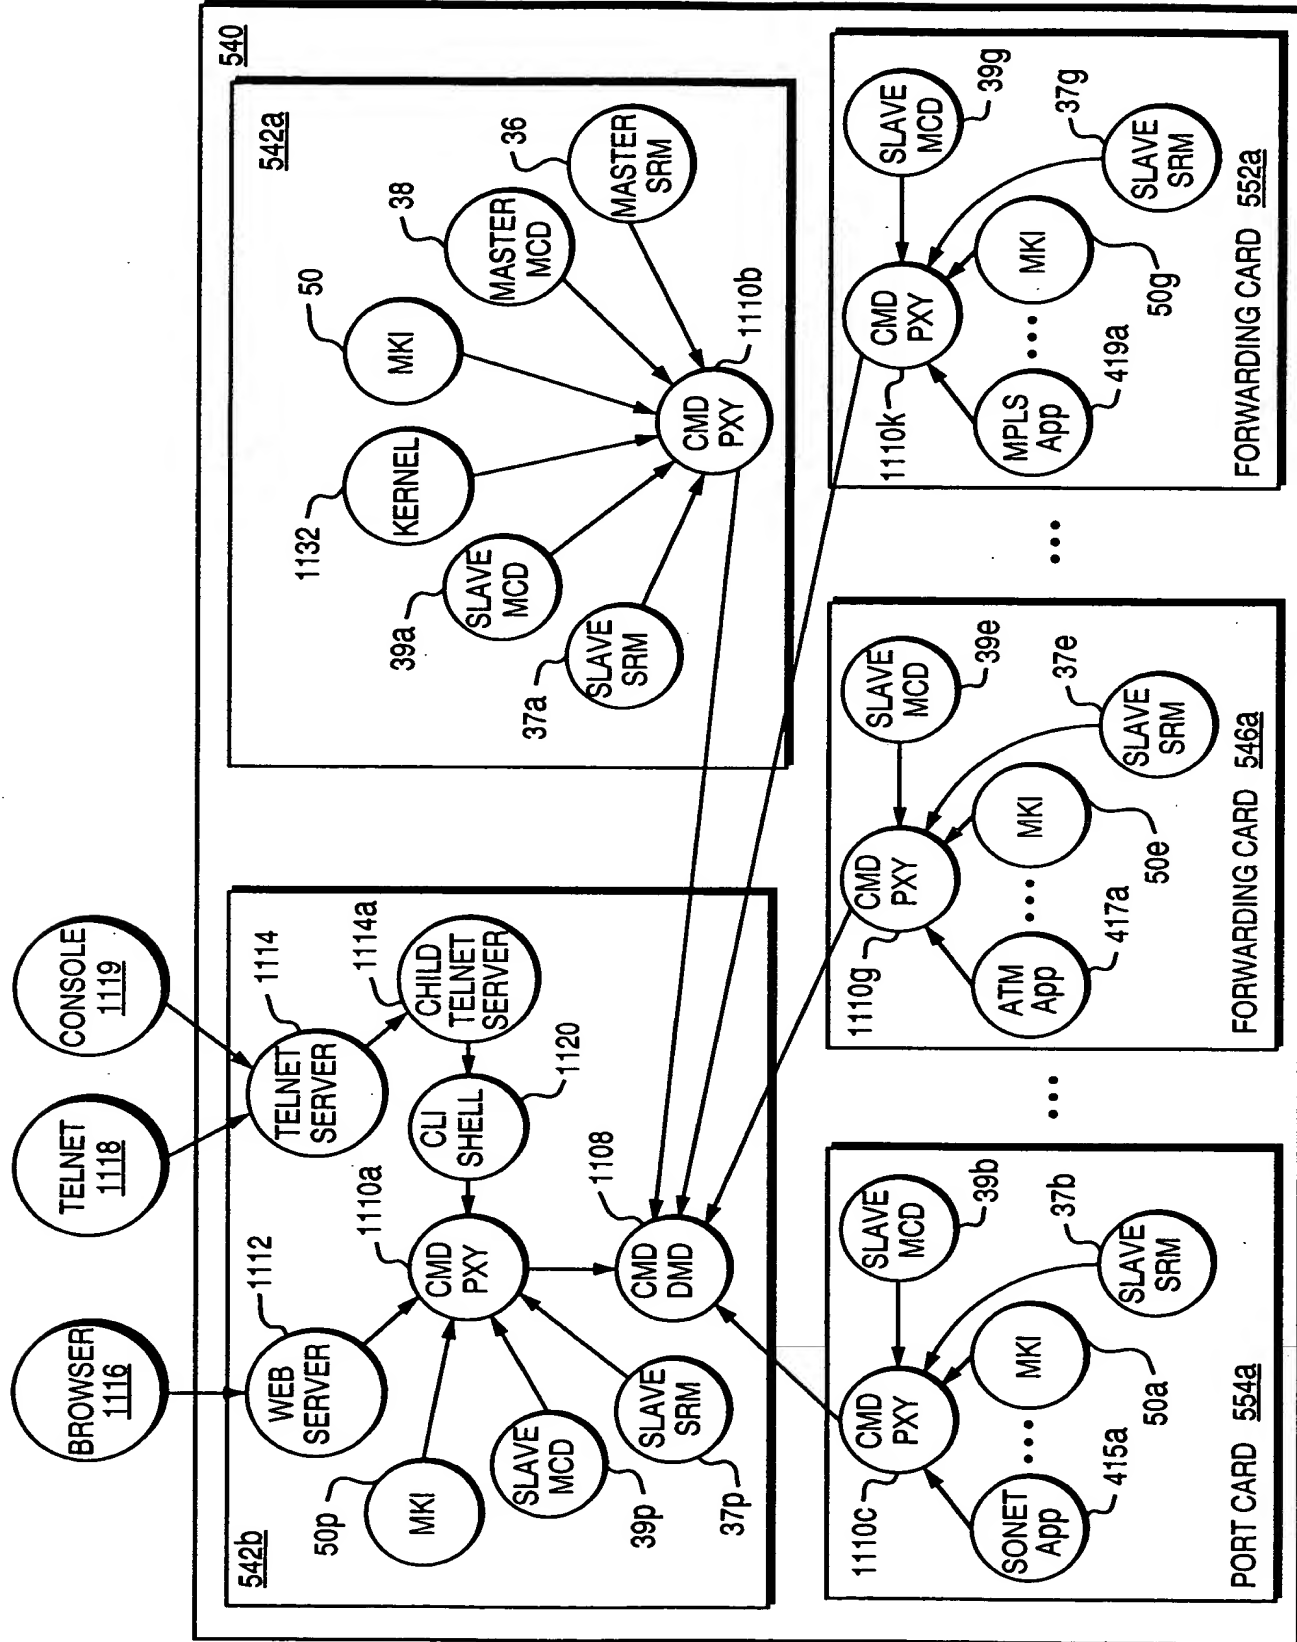 BROWSER
1116
TELNET
1118
CONSOLE
1119
540
542b
WEB
SERVER
1112
TELNET
SERVER
1114
CHILD
TELNET
SERVER
1114a
CLI
SHELL
1120
CMD
PXY
1110a
MKI
50p
SLAVE
MCD
39p
SLAVE
SRM
37p
CMD
DMD
1108
542a
SLAVE
SRM
37a
SLAVE
MCD
39a
KERNEL
1132
MKI
50
MASTER
MCD
38
MASTER
SRM
36
CMD
PXY
1110b
CMD
PXY
1110c
SLAVE
MCD
39b
SONET
App
415a
MKI
50a
SLAVE
SRM
37b
PORT CARD 554a
CMD
PXY
1110g
SLAVE
MCD
39e
ATM
App
417a
MKI
50e
SLAVE
SRM
37e
FORWARDING CARD 546a
CMD
PXY
1110k
SLAVE
MCD
39g
MPLS
App
419a
MKI
50g
SLAVE
SRM
37g
FORWARDING CARD 552a